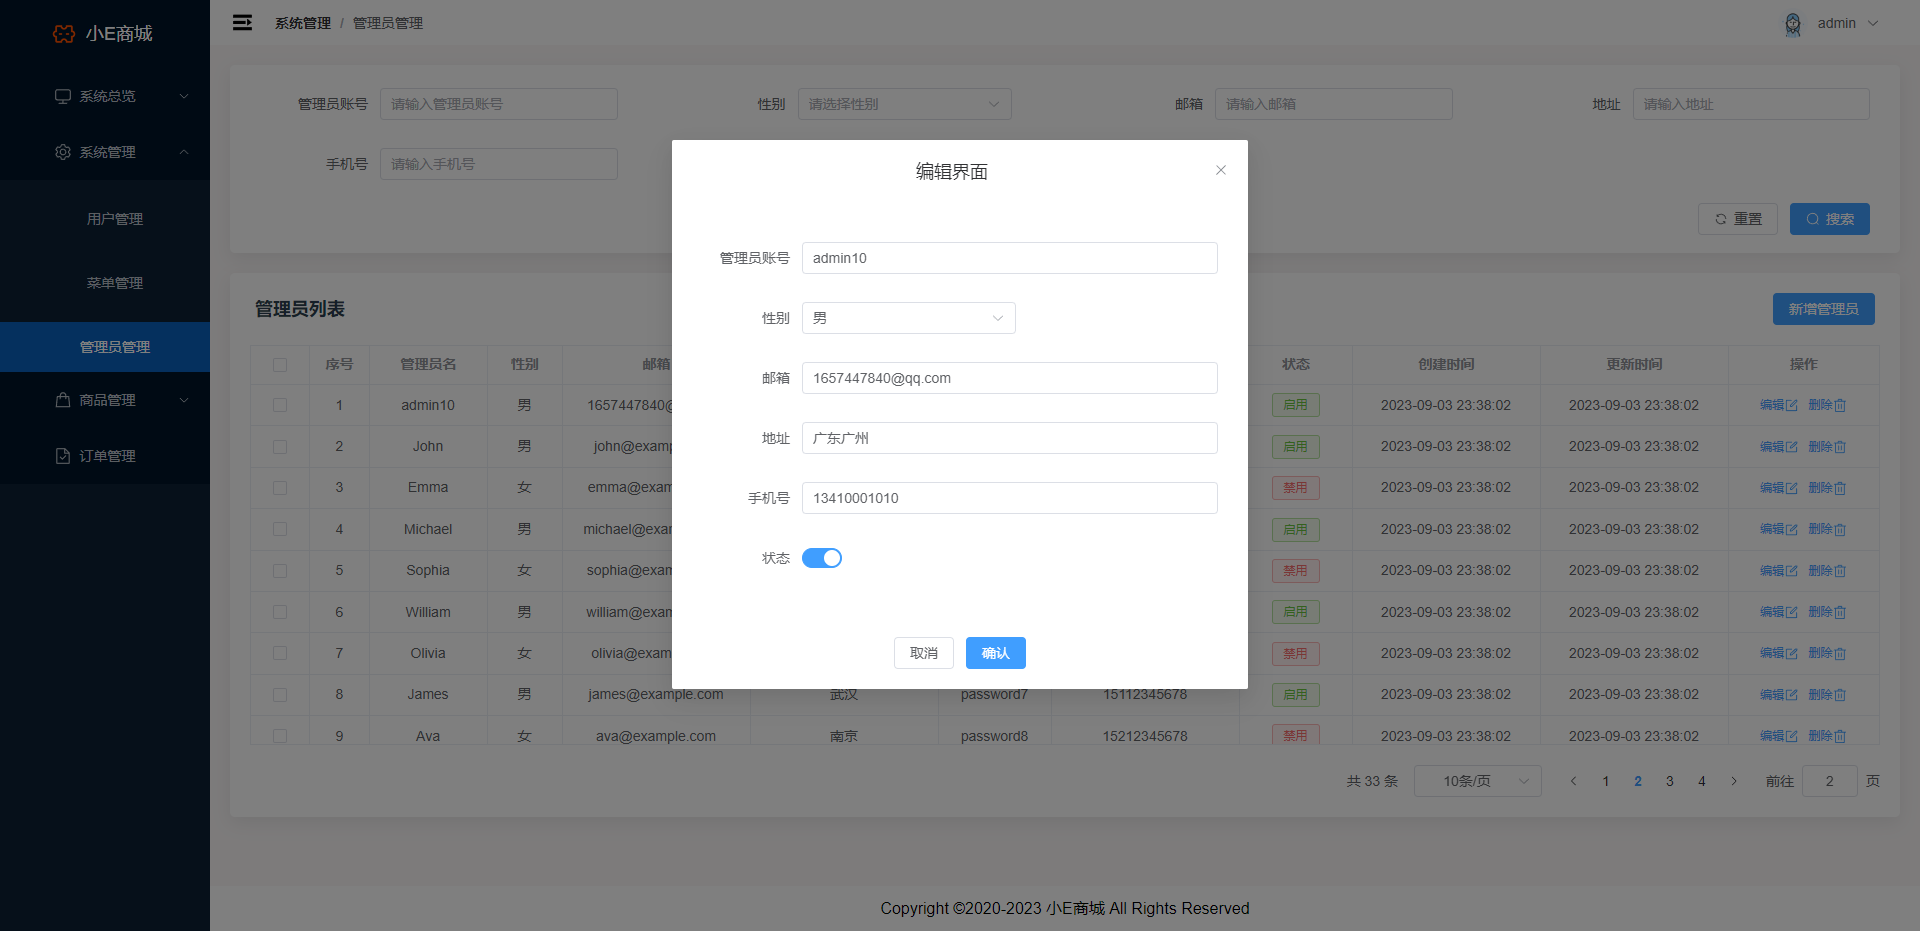 小E商城
系统管理 / 管理员管理
admin
系统总览
系统管理
用户管理
菜单管理
管理员管理
商品管理
订单管理
管理员账号 请输入管理员账号 性别 请选择性别 邮箱 请输入邮箱 地址 请输入地址
手机号 请输入手机号
重置 搜索
管理员列表 新增管理员
编辑界面
管理员账号 admin10
性别 男
邮箱 1657447840@qq.com
地址 广东广州
手机号 13410001010
状态
取消 确认
序号 管理员名 性别 邮箱 状态 创建时间 更新时间 操作
1 admin10 男 1657447840@ 启用 2023-09-03 23:38:02 2023-09-03 23:38:02 编辑 删除
2 John 男 john@examp 启用 2023-09-03 23:38:02 2023-09-03 23:38:02 编辑 删除
3 Emma 女 emma@exam 禁用 2023-09-03 23:38:02 2023-09-03 23:38:02 编辑 删除
4 Michael 男 michael@exam 启用 2023-09-03 23:38:02 2023-09-03 23:38:02 编辑 删除
5 Sophia 女 sophia@exam 禁用 2023-09-03 23:38:02 2023-09-03 23:38:02 编辑 删除
6 William 男 william@exam 启用 2023-09-03 23:38:02 2023-09-03 23:38:02 编辑 删除
7 Olivia 女 olivia@exam 禁用 2023-09-03 23:38:02 2023-09-03 23:38:02 编辑 删除
8 James 男 james@example.com 武汉 password7 15112345678 启用 2023-09-03 23:38:02 2023-09-03 23:38:02 编辑 删除
9 Ava 女 ava@example.com 南京 password8 15212345678 禁用 2023-09-03 23:38:02 2023-09-03 23:38:02 编辑 删除
共 33 条 10条/页 1 2 3 4 前往 2 页
Copyright ©2020-2023 小E商城 All Rights Reserved